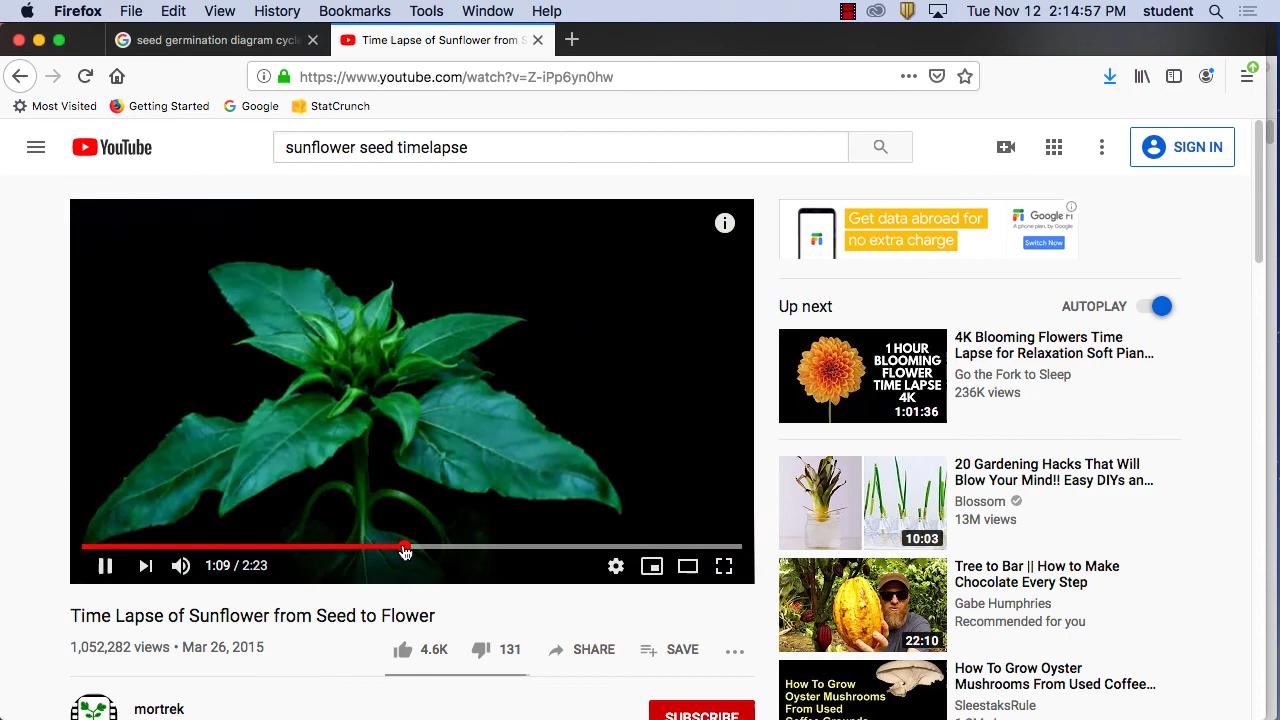 Firefox File Edit View History Bookmarks Tools Window Help Tue Nov 12 2:14:57 PM student
seed germination diagram cycle
Time Lapse of Sunflower from S
https://www.youtube.com/watch?v=Z-iPp6yn0hw
Most Visited Getting Started Google StatCrunch
YouTube
sunflower seed timelapse
SIGN IN
Get data abroad for
no extra charge
Google Fi
A phone plan, by Google
Switch Now
Up next
AUTOPLAY
1 HOUR
BLOOMING
FLOWER
TIME LAPSE
4K
1:01:36
4K Blooming Flowers Time
Lapse for Relaxation Soft Pian...
Go the Fork to Sleep
236K views
10:03
20 Gardening Hacks That Will
Blow Your Mind!! Easy DIYs an...
Blossom
13M views
22:10
Tree to Bar || How to Make
Chocolate Every Step
Gabe Humphries
Recommended for you
How To Grow
Oyster Mushrooms
From Used
How To Grow Oyster
Mushrooms From Used Coffee...
SleestaksRule
1:09 / 2:23
Time Lapse of Sunflower from Seed to Flower
1,052,282 views • Mar 26, 2015
4.6K 131 SHARE SAVE
mortrek
SUBSCRIBE